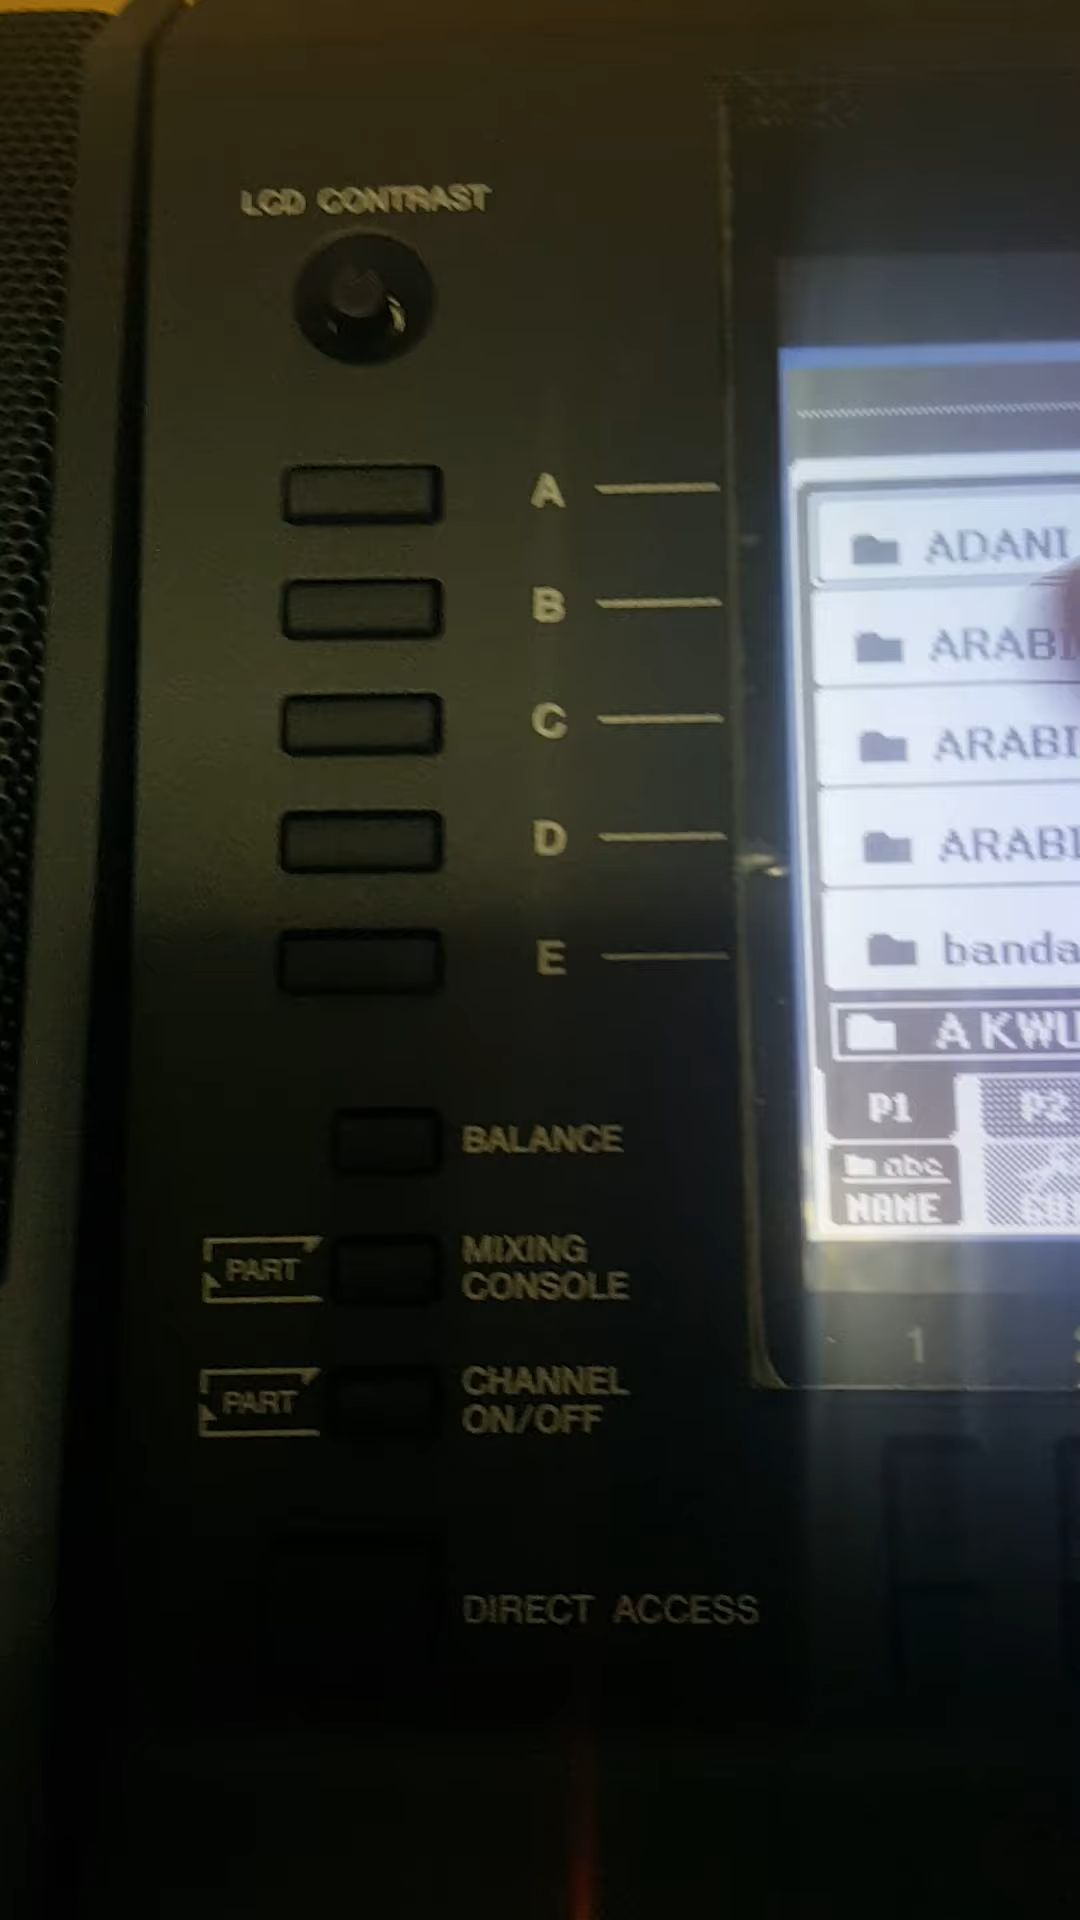 LCD CONTRAST
A
B
C
D
E
ADANI
ARABI
ARABI
ARABI
banda
A KWU
P1
P2
abc
NAME
BALANCE
PART
MIXING
CONSOLE
PART
CHANNEL
ON/OFF
1
DIRECT ACCESS